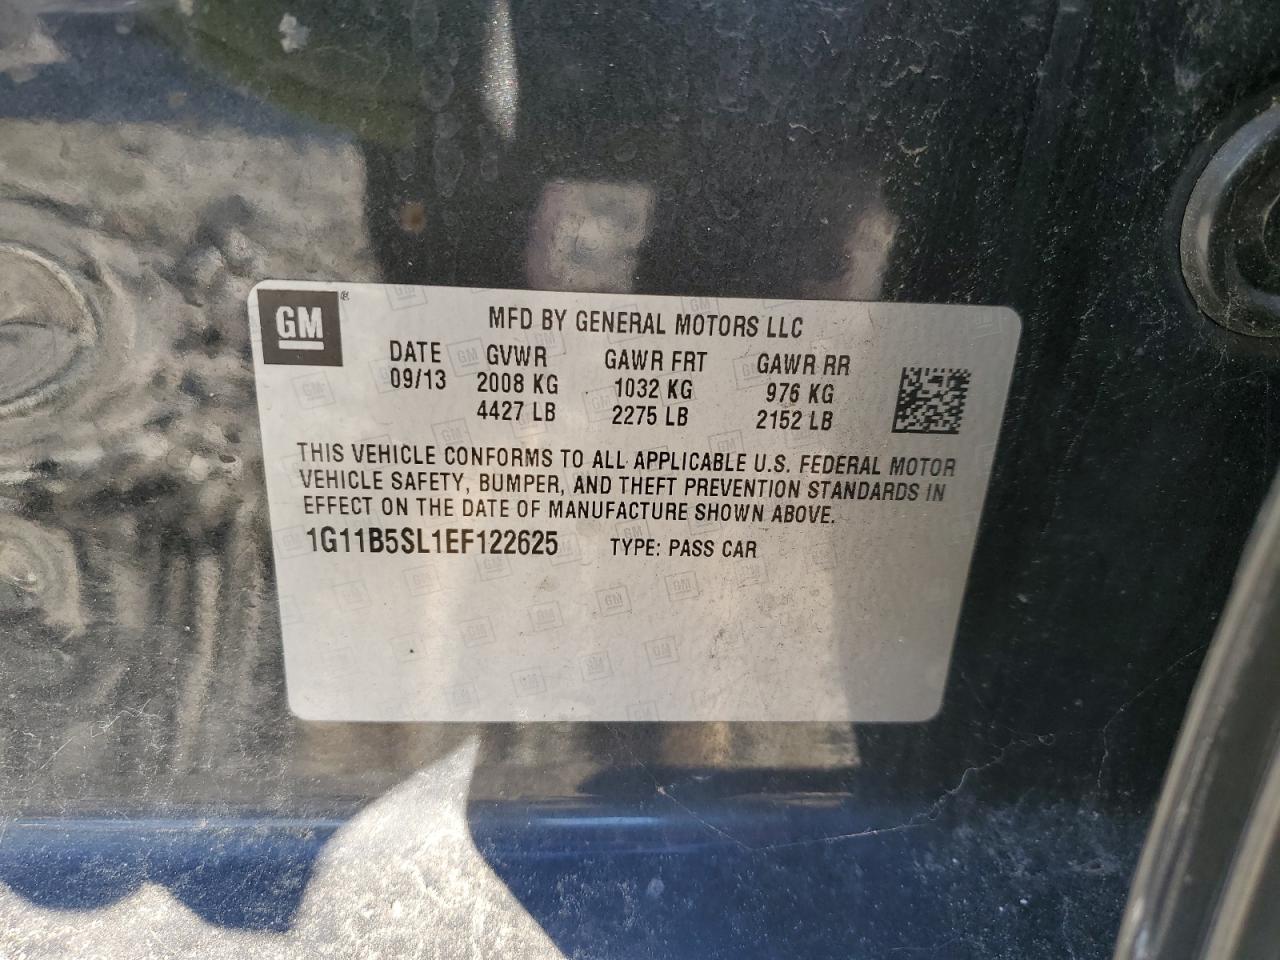 GM®
MFD BY GENERAL MOTORS LLC
DATE GVWR GAWR FRT GAWR RR
09/13 2008 KG 1032 KG 976 KG
4427 LB 2275 LB 2152 LB
THIS VEHICLE CONFORMS TO ALL APPLICABLE U.S. FEDERAL MOTOR
VEHICLE SAFETY, BUMPER, AND THEFT PREVENTION STANDARDS IN
EFFECT ON THE DATE OF MANUFACTURE SHOWN ABOVE.
1G11B5SL1EF122625 TYPE: PASS CAR